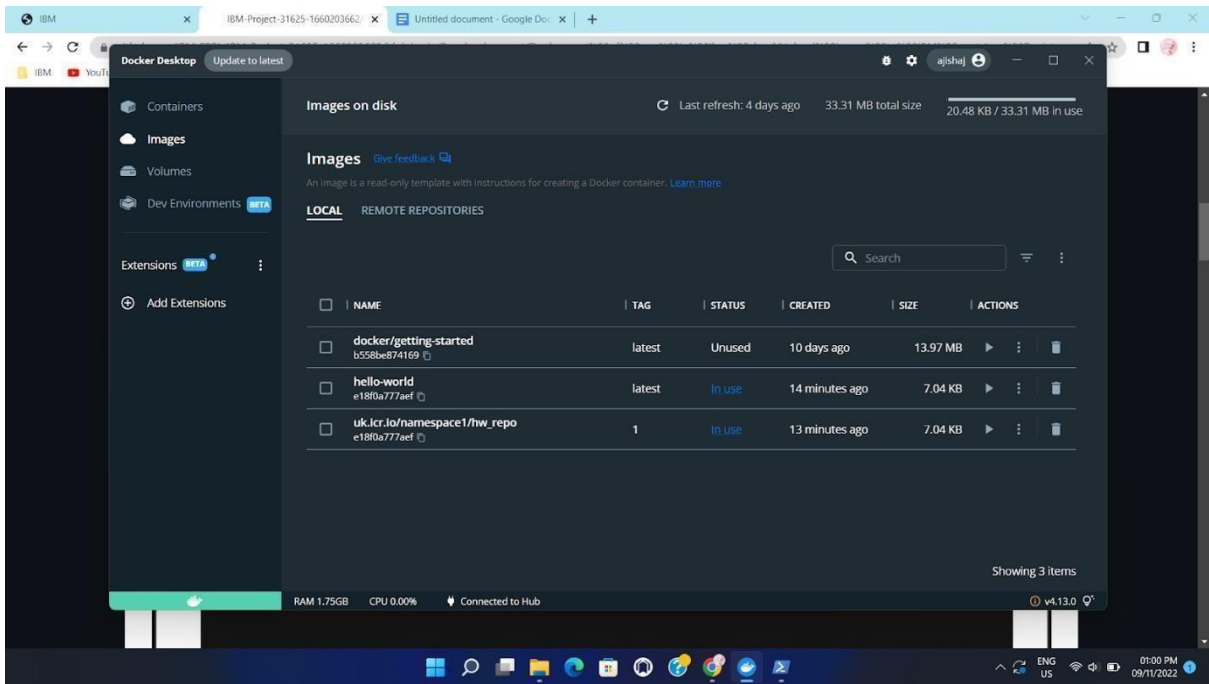 IBM
IBM-Project-31625-1660203662
Untitled document - Google Doc
IBM
YouTu
Docker Desktop
Update to latest
ajishaj
Containers
Images
Volumes
Dev Environments BETA
Extensions BETA
Add Extensions
Images on disk
Last refresh: 4 days ago
33.31 MB total size
20.48 KB / 33.31 MB in use
Images Give feedback
An image is a read-only template with instructions for creating a Docker container. Learn more
LOCAL REMOTE REPOSITORIES
Search
NAME TAG STATUS CREATED SIZE ACTIONS
docker/getting-started latest Unused 10 days ago 13.97 MB
b558be874169
hello-world latest In use 14 minutes ago 7.04 KB
e18f0a777aef
uk.icr.io/namespace1/hw_repo 1 In use 13 minutes ago 7.04 KB
e18f0a777aef
Showing 3 items
RAM 1.75GB CPU 0.00% Connected to Hub v4.13.0
ENG
US
01:00 PM
09/11/2022
1